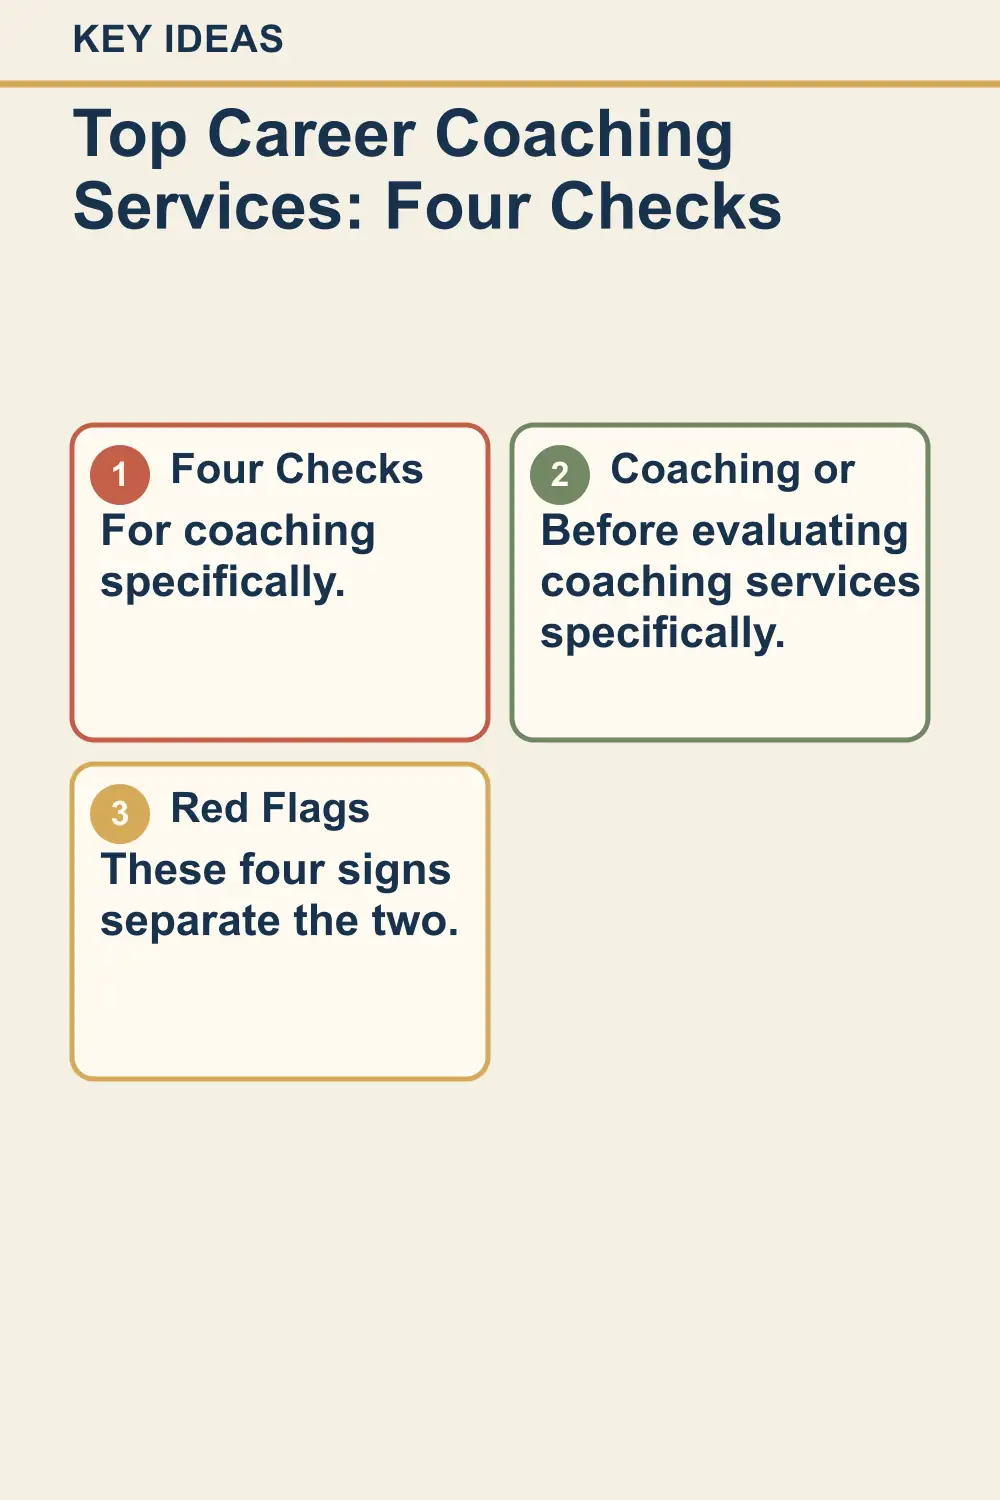 KEY IDEAS
Top Career Coaching
Services: Four Checks
1 Four Checks
For coaching
specifically.
2 Coaching or
Before evaluating
coaching services
specifically.
3 Red Flags
These four signs
separate the two.